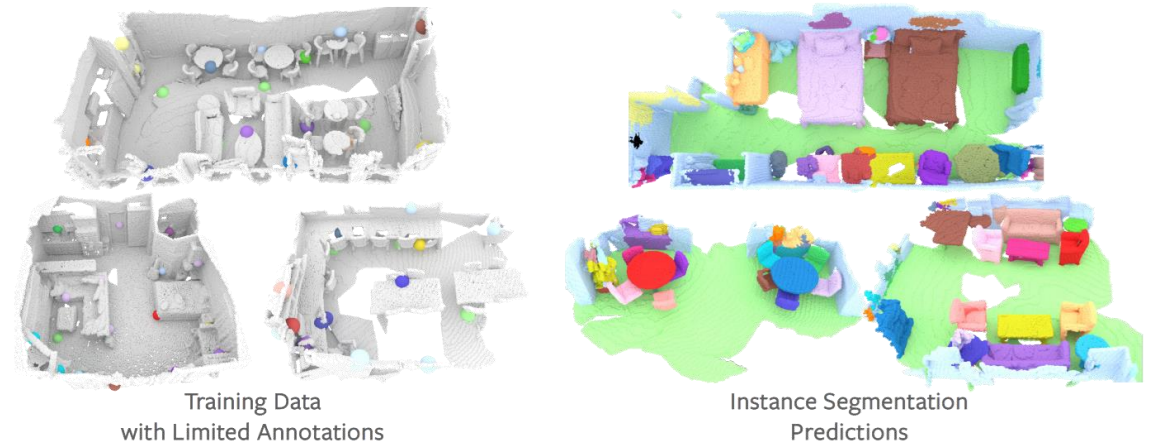 Training Data
with Limited Annotations
Instance Segmentation
Predictions